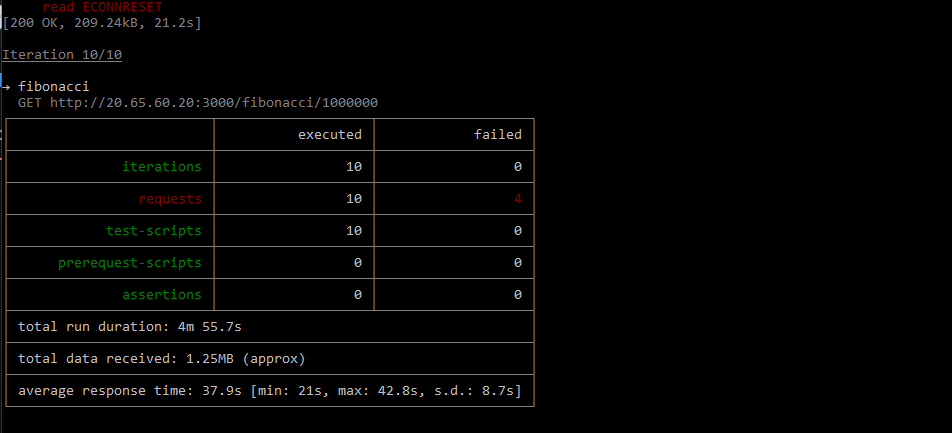 read ECONNRESET
[200 OK, 209.24kB, 21.2s]
Iteration 10/10
→ fibonacci
GET http://20.65.60.20:3000/fibonacci/1000000
executed failed
iterations 10 0
requests 10 4
test-scripts 10 0
prerequest-scripts 0 0
assertions 0 0
total run duration: 4m 55.7s
total data received: 1.25MB (approx)
average response time: 37.9s [min: 21s, max: 42.8s, s.d.: 8.7s]